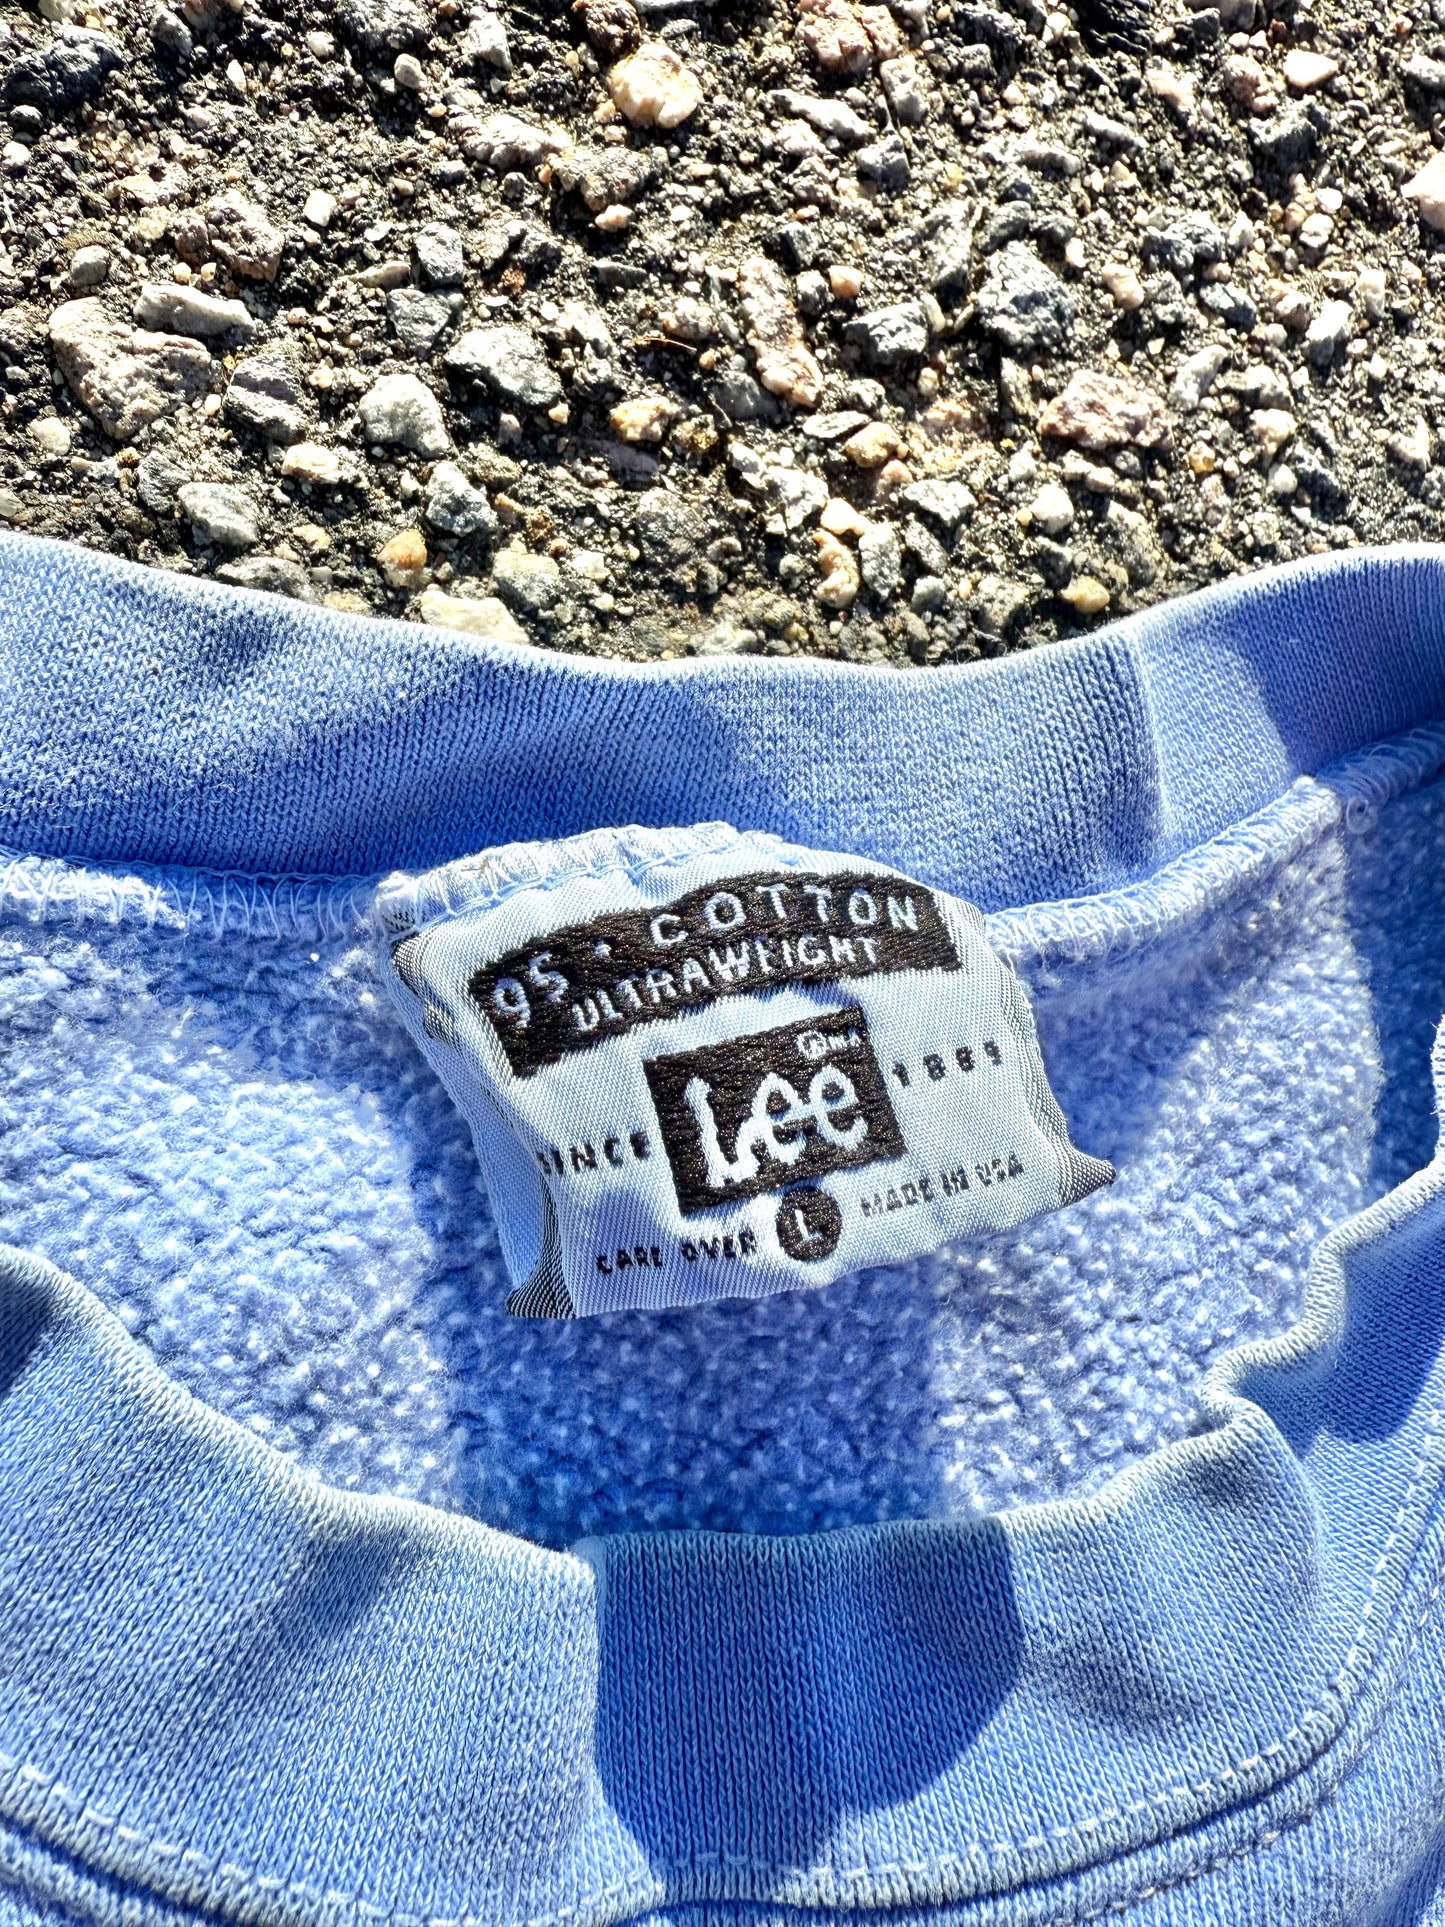 95 · COTTON
ULTRAWEIGHT
SINCE Lee 1889
CARE OVER L MADE IN USA